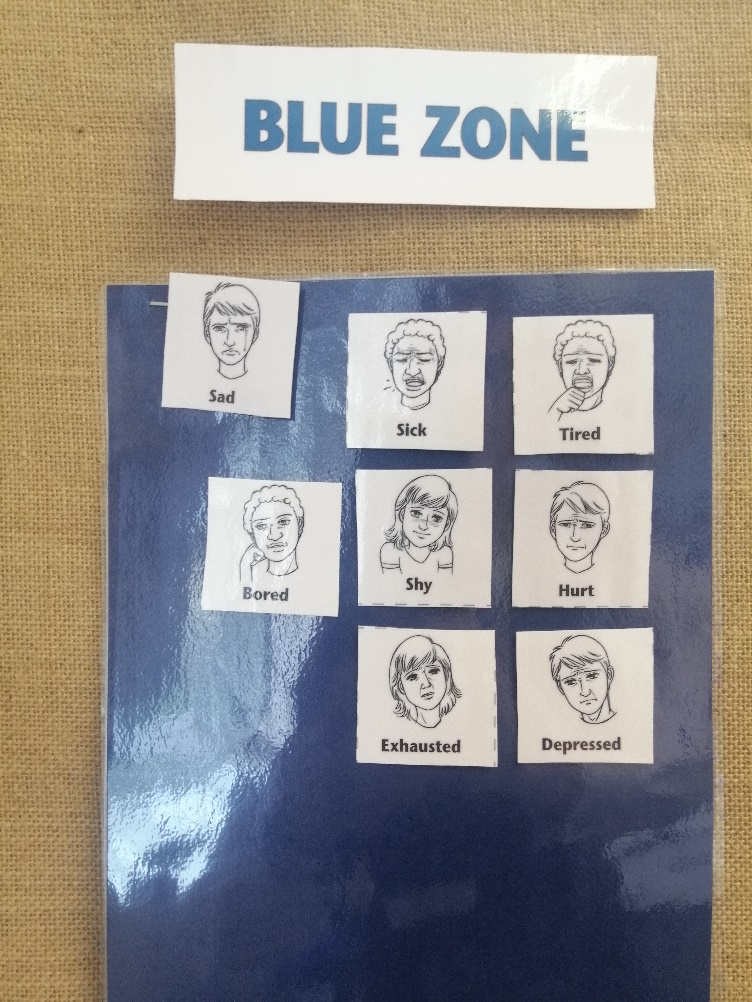 BLUE ZONE
Sad
Sick
Tired
Bored
Shy
Hurt
Exhausted
Depressed